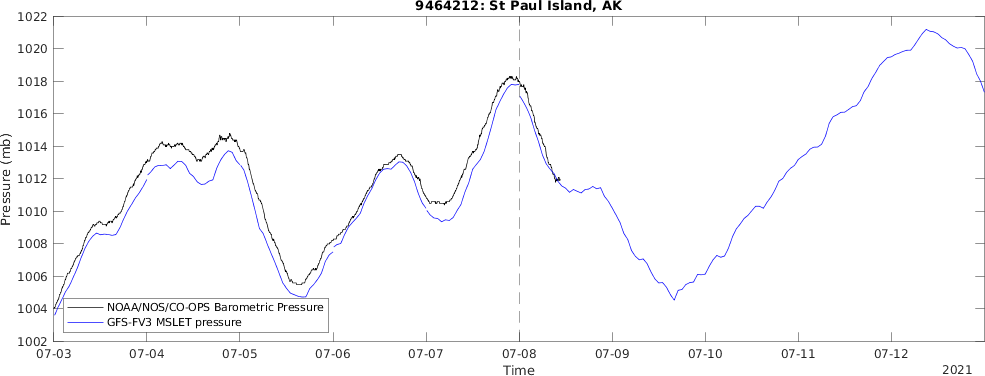 9464212: St Paul Island, AK
Pressure (mb)
1022
1020
1018
1016
1014
1012
1010
1008
1006
1004
1002
NOAA/NOS/CO-OPS Barometric Pressure
GFS-FV3 MSLET pressure
07-03 07-04 07-05 07-06 07-07 07-08 07-09 07-10 07-11 07-12
Time
2021